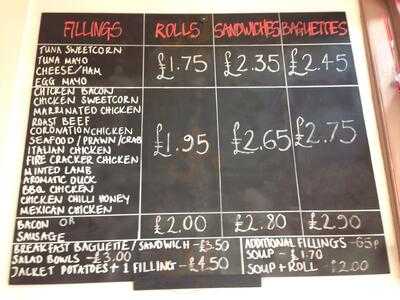 FILLINGS ROLLS SANDWICHES BAGUETTES
TUNA SWEETCORN
TUNA MAYO
CHEESE/HAM
EGG MAYO
£1.75 £2.35 £2.45
CHICKEN BACON
CHICKEN SWEETCORN
MARRINATED CHICKEN
ROAST BEEF
CORONATION CHICKEN
SEAFOOD/PRAWN/CRAB
ITALIAN CHICKEN
FIRE CRACKER CHICKEN
MINTED LAMB
AROMATIC DUCK
BBQ CHICKEN
CHICKEN CHILLI HONEY
MEXICAN CHICKEN
£1.95 £2.65 £2.75
BACON OR
SAUSAGE
£2.00 £2.80 £2.90
BREAKFAST BAGUETTE/SANDWICH - £3.50
SALAD BOWLS - £3.00
JACKET POTATOES + 1 FILLING - £4.50
ADDITIONAL FILLINGS - 65p
SOUP - £1.70
SOUP + ROLL - £2.00